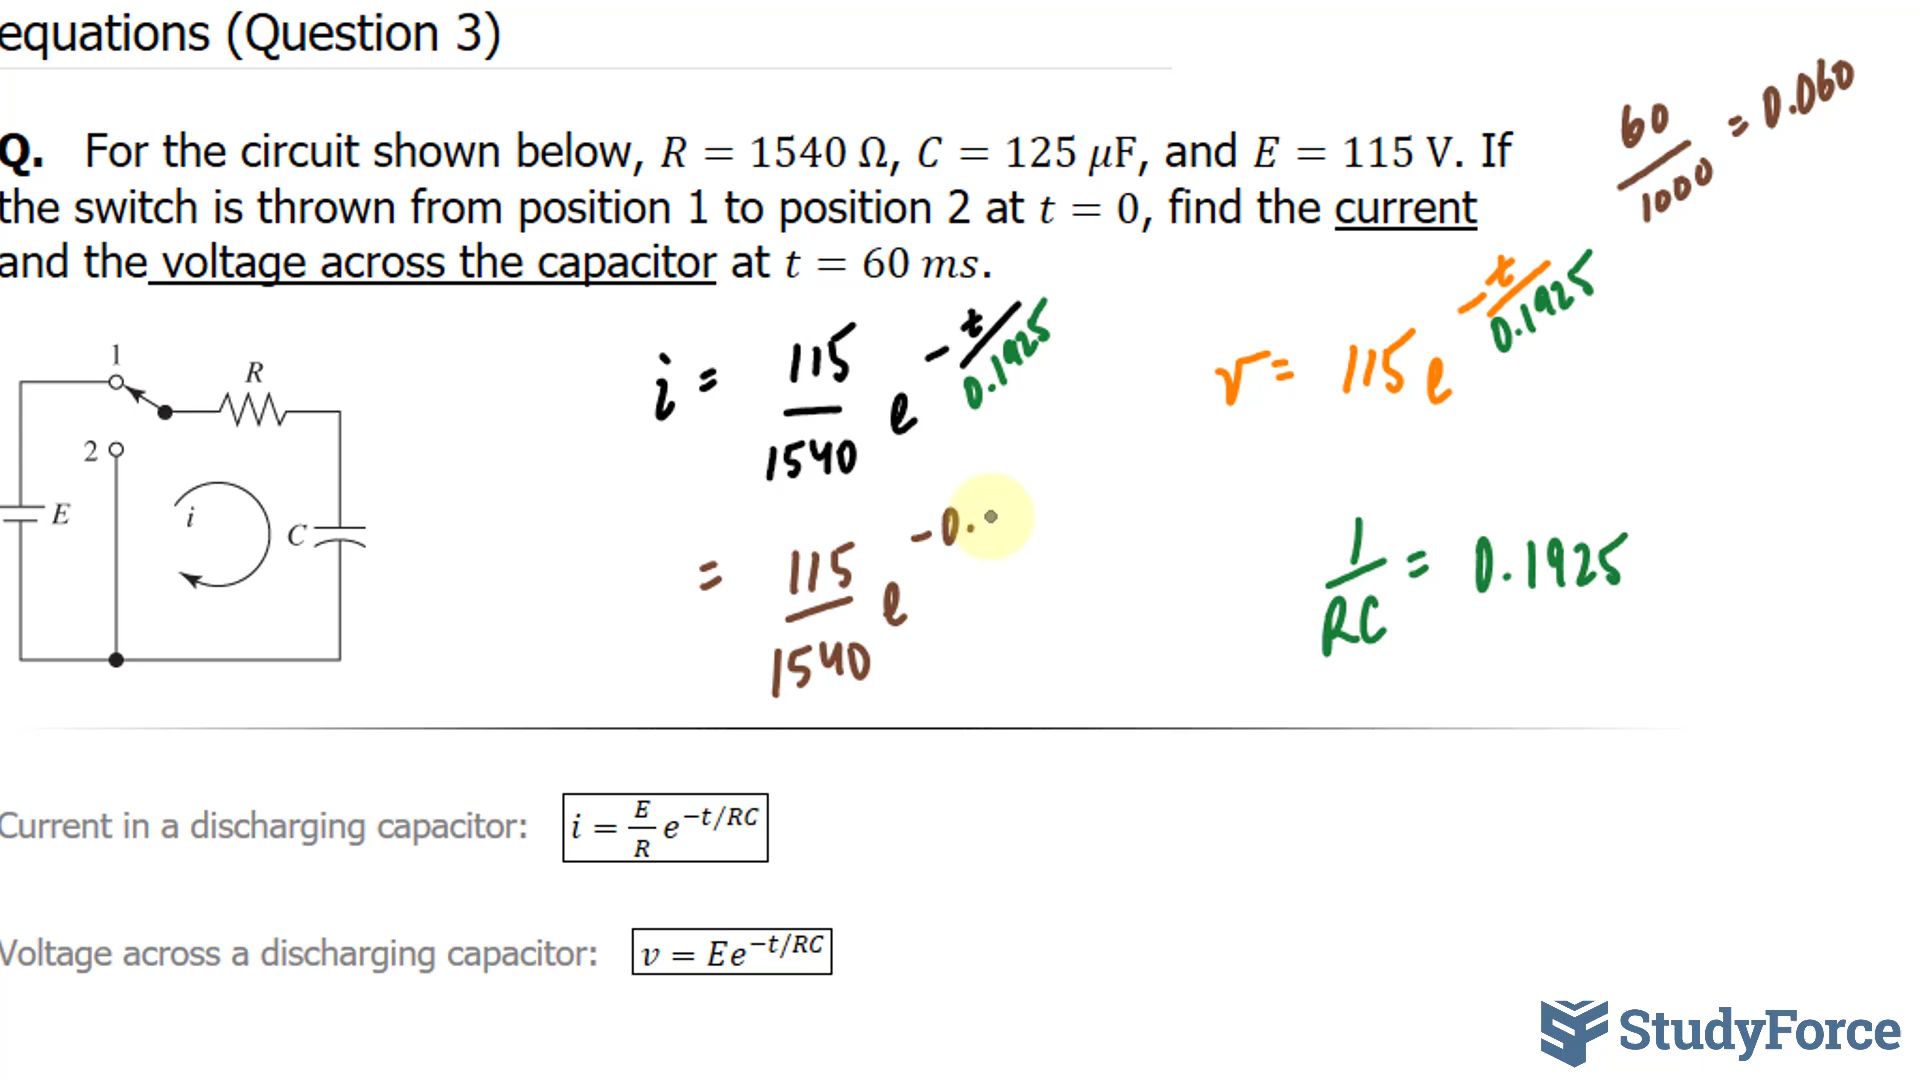 equations (Question 3)
60/1000 = 0.060
Q. For the circuit shown below, R = 1540 Ω, C = 125 μF, and E = 115 V. If
the switch is thrown from position 1 to position 2 at t = 0, find the current
and the voltage across the capacitor at t = 60 ms.
i = 115/1540 e^-t/0.1925
v = 115e^-t/0.1925
1
R
2
E
i
C
= 115/1540 e^-0.
1/RC = 0.1925
Current in a discharging capacitor: i = E/R e^−t/RC
Voltage across a discharging capacitor: v = Ee^−t/RC
StudyForce